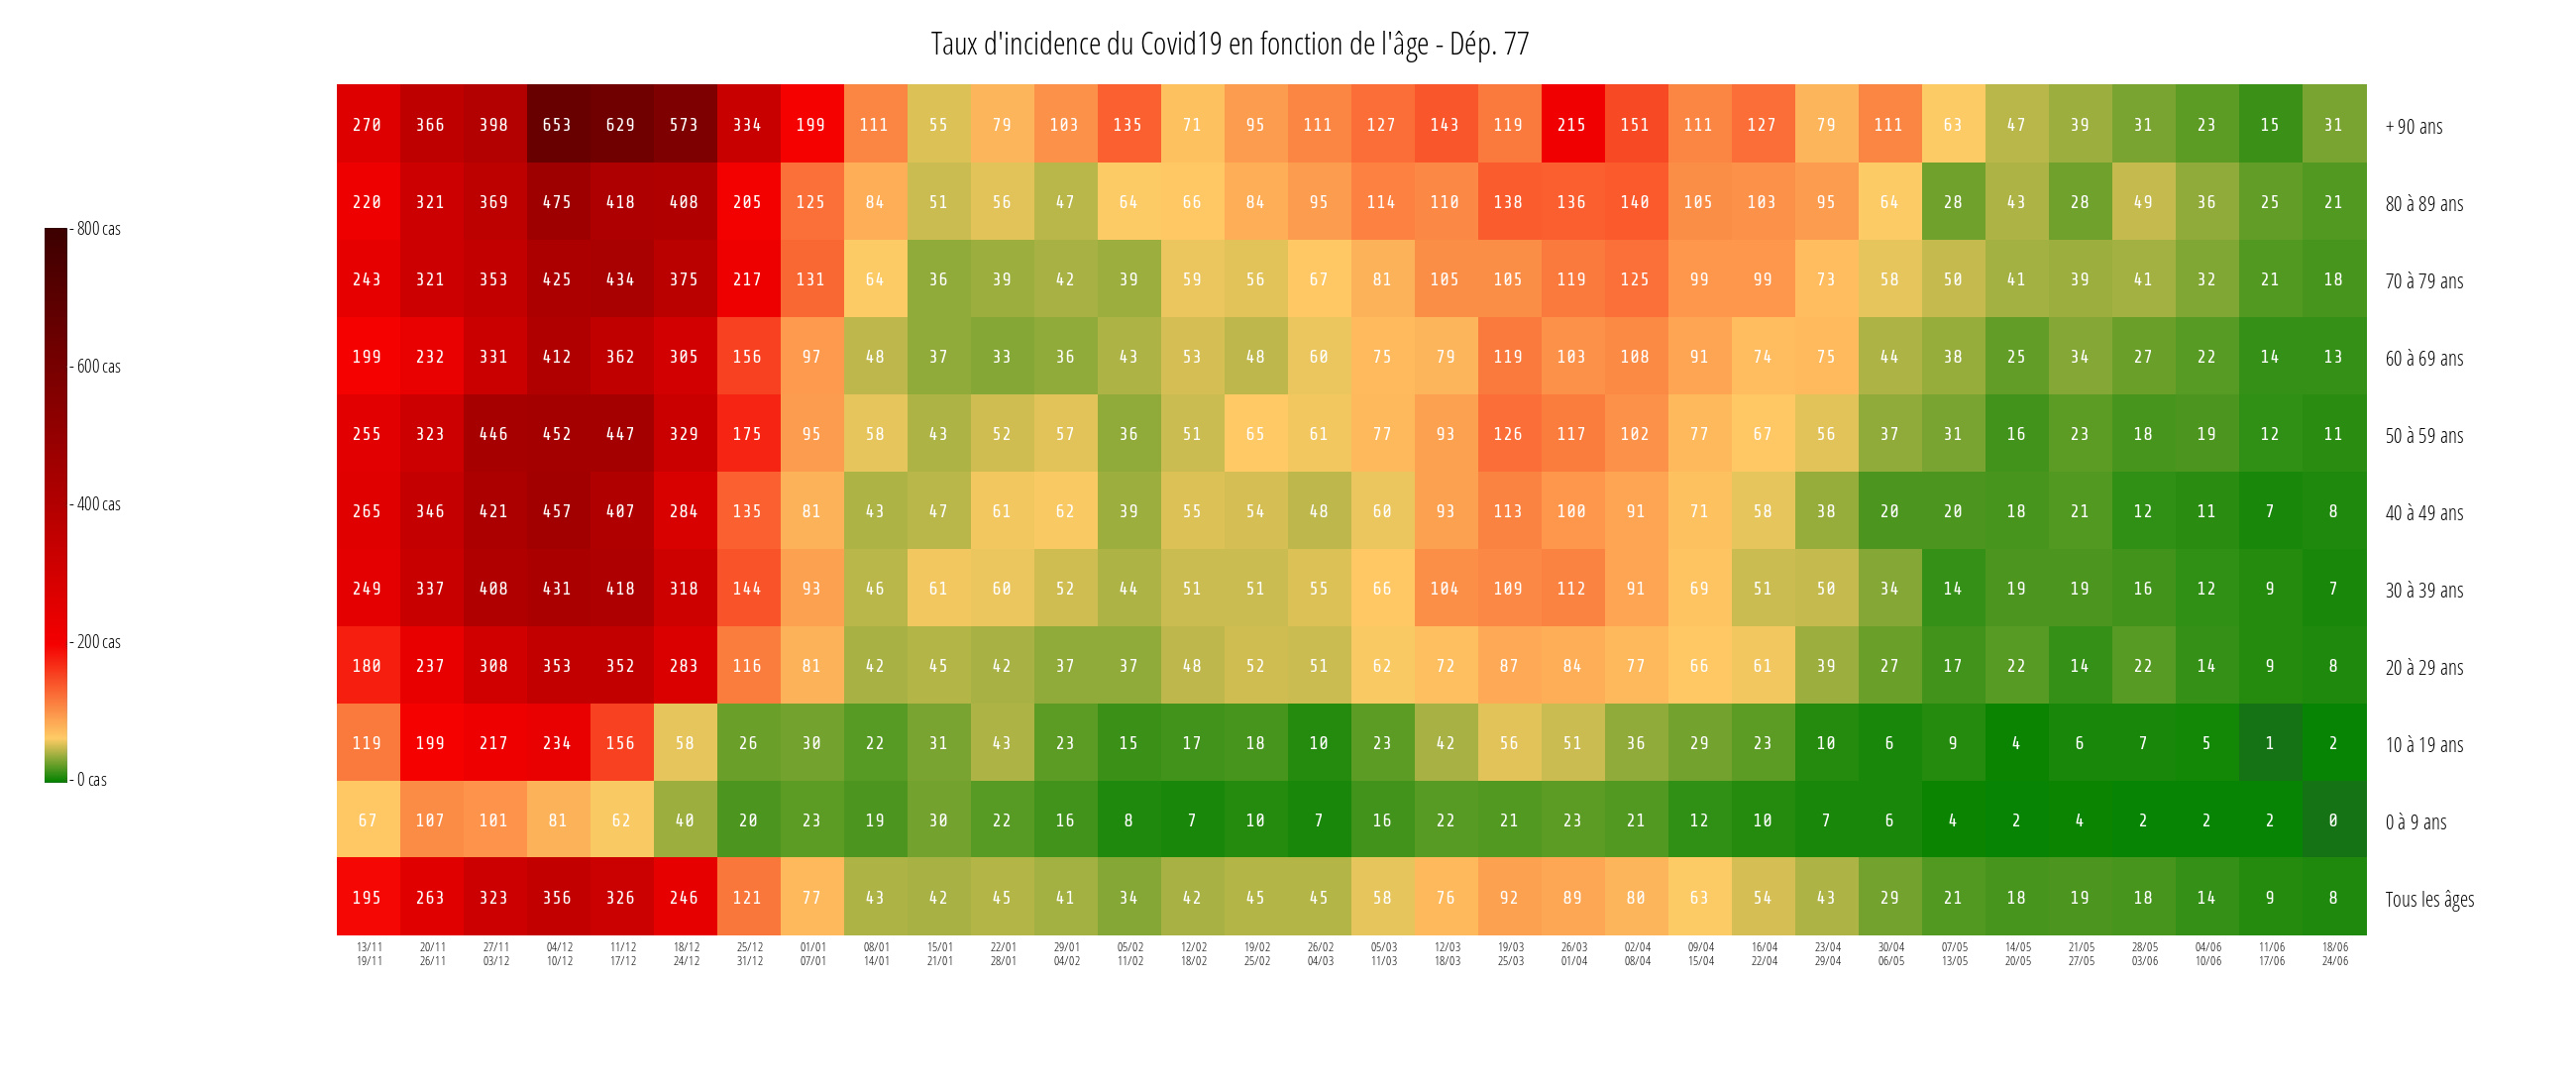 Taux d'incidence du Covid19 en fonction de l'âge - Dép. 77
270 366 398 653 629 573 334 199 111 55 79 103 135 71 95 111 127 143 119 215 151 111 127 79 111 63 47 39 31 23 15 31 + 90 ans
220 321 369 475 418 408 205 125 84 51 56 47 64 66 84 95 114 110 138 136 140 105 103 95 64 28 43 28 49 36 25 21 80 à 89 ans
- 800 cas
243 321 353 425 434 375 217 131 64 36 39 42 39 59 56 67 81 105 105 119 125 99 99 73 58 50 41 39 41 32 21 18 70 à 79 ans
199 232 331 412 362 305 156 97 48 37 33 36 43 53 48 60 75 79 119 103 108 91 74 75 44 38 25 34 27 22 14 13 60 à 69 ans
- 600 cas
255 323 446 452 447 329 175 95 58 43 52 57 36 51 65 61 77 93 126 117 102 77 67 56 37 31 16 23 18 19 12 11 50 à 59 ans
- 400 cas
265 346 421 457 407 284 135 81 43 47 61 62 39 55 54 48 60 93 113 100 91 71 58 38 20 20 18 21 12 11 7 8 40 à 49 ans
249 337 408 431 418 318 144 93 46 61 60 52 44 51 51 55 66 104 109 112 91 69 51 50 34 14 19 19 16 12 9 7 30 à 39 ans
- 200 cas
180 237 308 353 352 283 116 81 42 45 42 37 37 48 52 51 62 72 87 84 77 66 61 39 27 17 22 14 22 14 9 8 20 à 29 ans
119 199 217 234 156 58 26 30 22 31 43 23 15 17 18 10 23 42 56 51 36 29 23 10 6 9 4 6 7 5 1 2 10 à 19 ans
- 0 cas
67 107 101 81 62 40 20 23 19 30 22 16 8 7 10 7 16 22 21 23 21 12 10 7 6 4 2 4 2 2 2 0 0 à 9 ans
195 263 323 356 326 246 121 77 43 42 45 41 34 42 45 45 58 76 92 89 80 63 54 43 29 21 18 19 18 14 9 8 Tous les âges
13/11 20/11 27/11 04/12 11/12 18/12 25/12 01/01 08/01 15/01 22/01 29/01 05/02 12/02 19/02 26/02 05/03 12/03 19/03 26/03 02/04 09/04 16/04 23/04 30/04 07/05 14/05 21/05 28/05 04/06 11/06 18/06
19/11 26/11 03/12 10/12 17/12 24/12 31/12 07/01 14/01 21/01 28/01 04/02 11/02 18/02 25/02 04/03 11/03 18/03 25/03 01/04 08/04 15/04 22/04 29/04 06/05 13/05 20/05 27/05 03/06 10/06 17/06 24/06